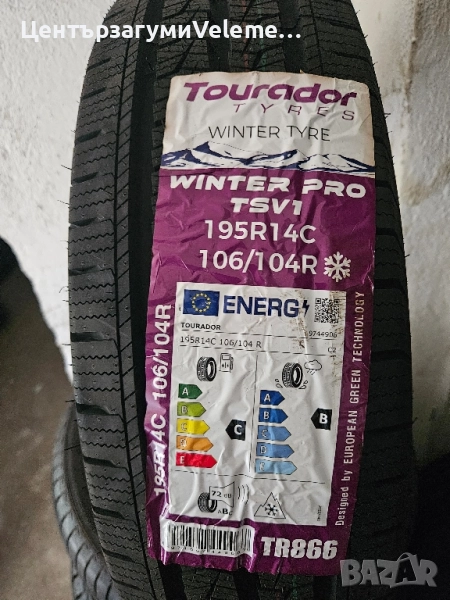 ЦентързагумиVeleme...
Tourador
TYRES
WINTER TYRE
WINTER PRO
TSV1
195R14C
106/104R
ENERG
TOURADOR
195R14C 106/104 R
C2
A
B
C
D
E
C
A
B
C
D
E
B
72 dB
195R14C 106/104R
Designed by EUROPEAN GREEN TECHNOLOGY
TR866
BAZAR